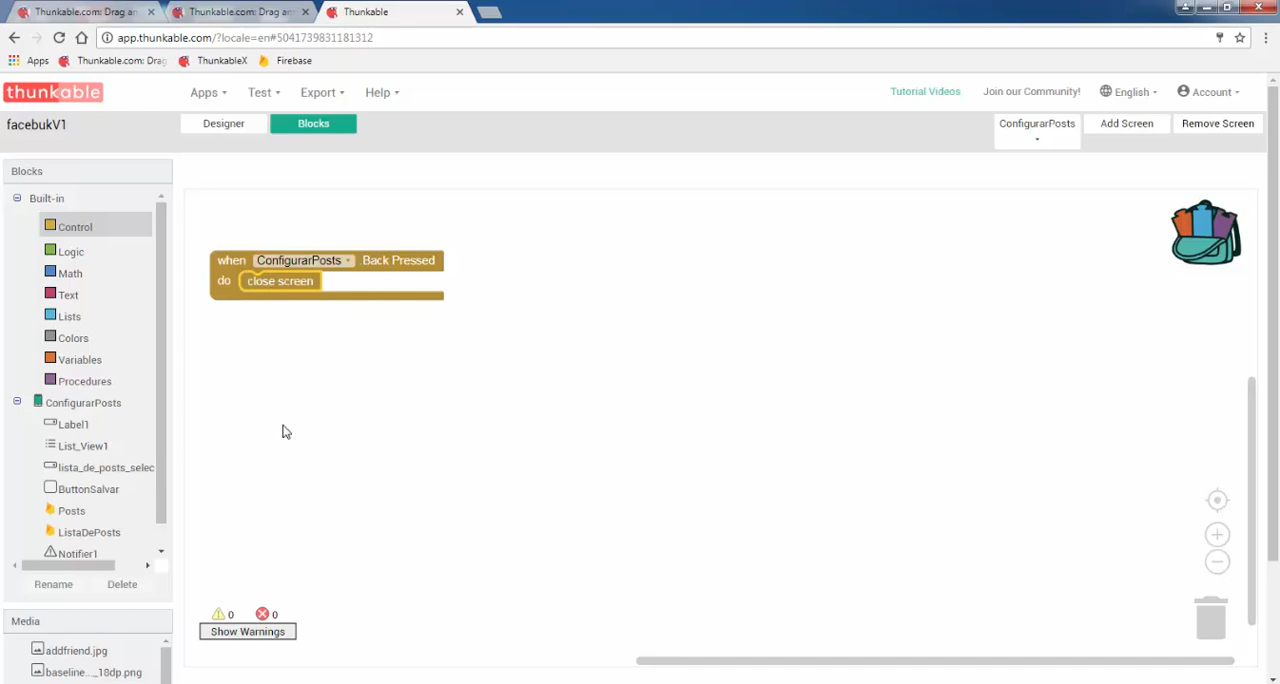 Thunkable.com: Drag an
Thunkable.com: Drag an
Thunkable
app.thunkable.com/?locale=en#5041739831181312
Apps
Thunkable.com: Drag
ThunkableX
Firebase
thunkable
Apps
Test
Export
Help
Tutorial Videos
Join our Community!
English
Account
facebukV1
Designer
Blocks
ConfigurarPosts
Add Screen
Remove Screen
Blocks
Built-in
Control
Logic
Math
Text
Lists
Colors
Variables
Procedures
ConfigurarPosts
Label1
List_View1
lista_de_posts_selec
ButtonSalvar
Posts
ListaDePosts
Notifier1
Rename
Delete
Media
addfriend.jpg
baseline..._18dp.png
when ConfigurarPosts Back Pressed
do close screen
0
0
Show Warnings